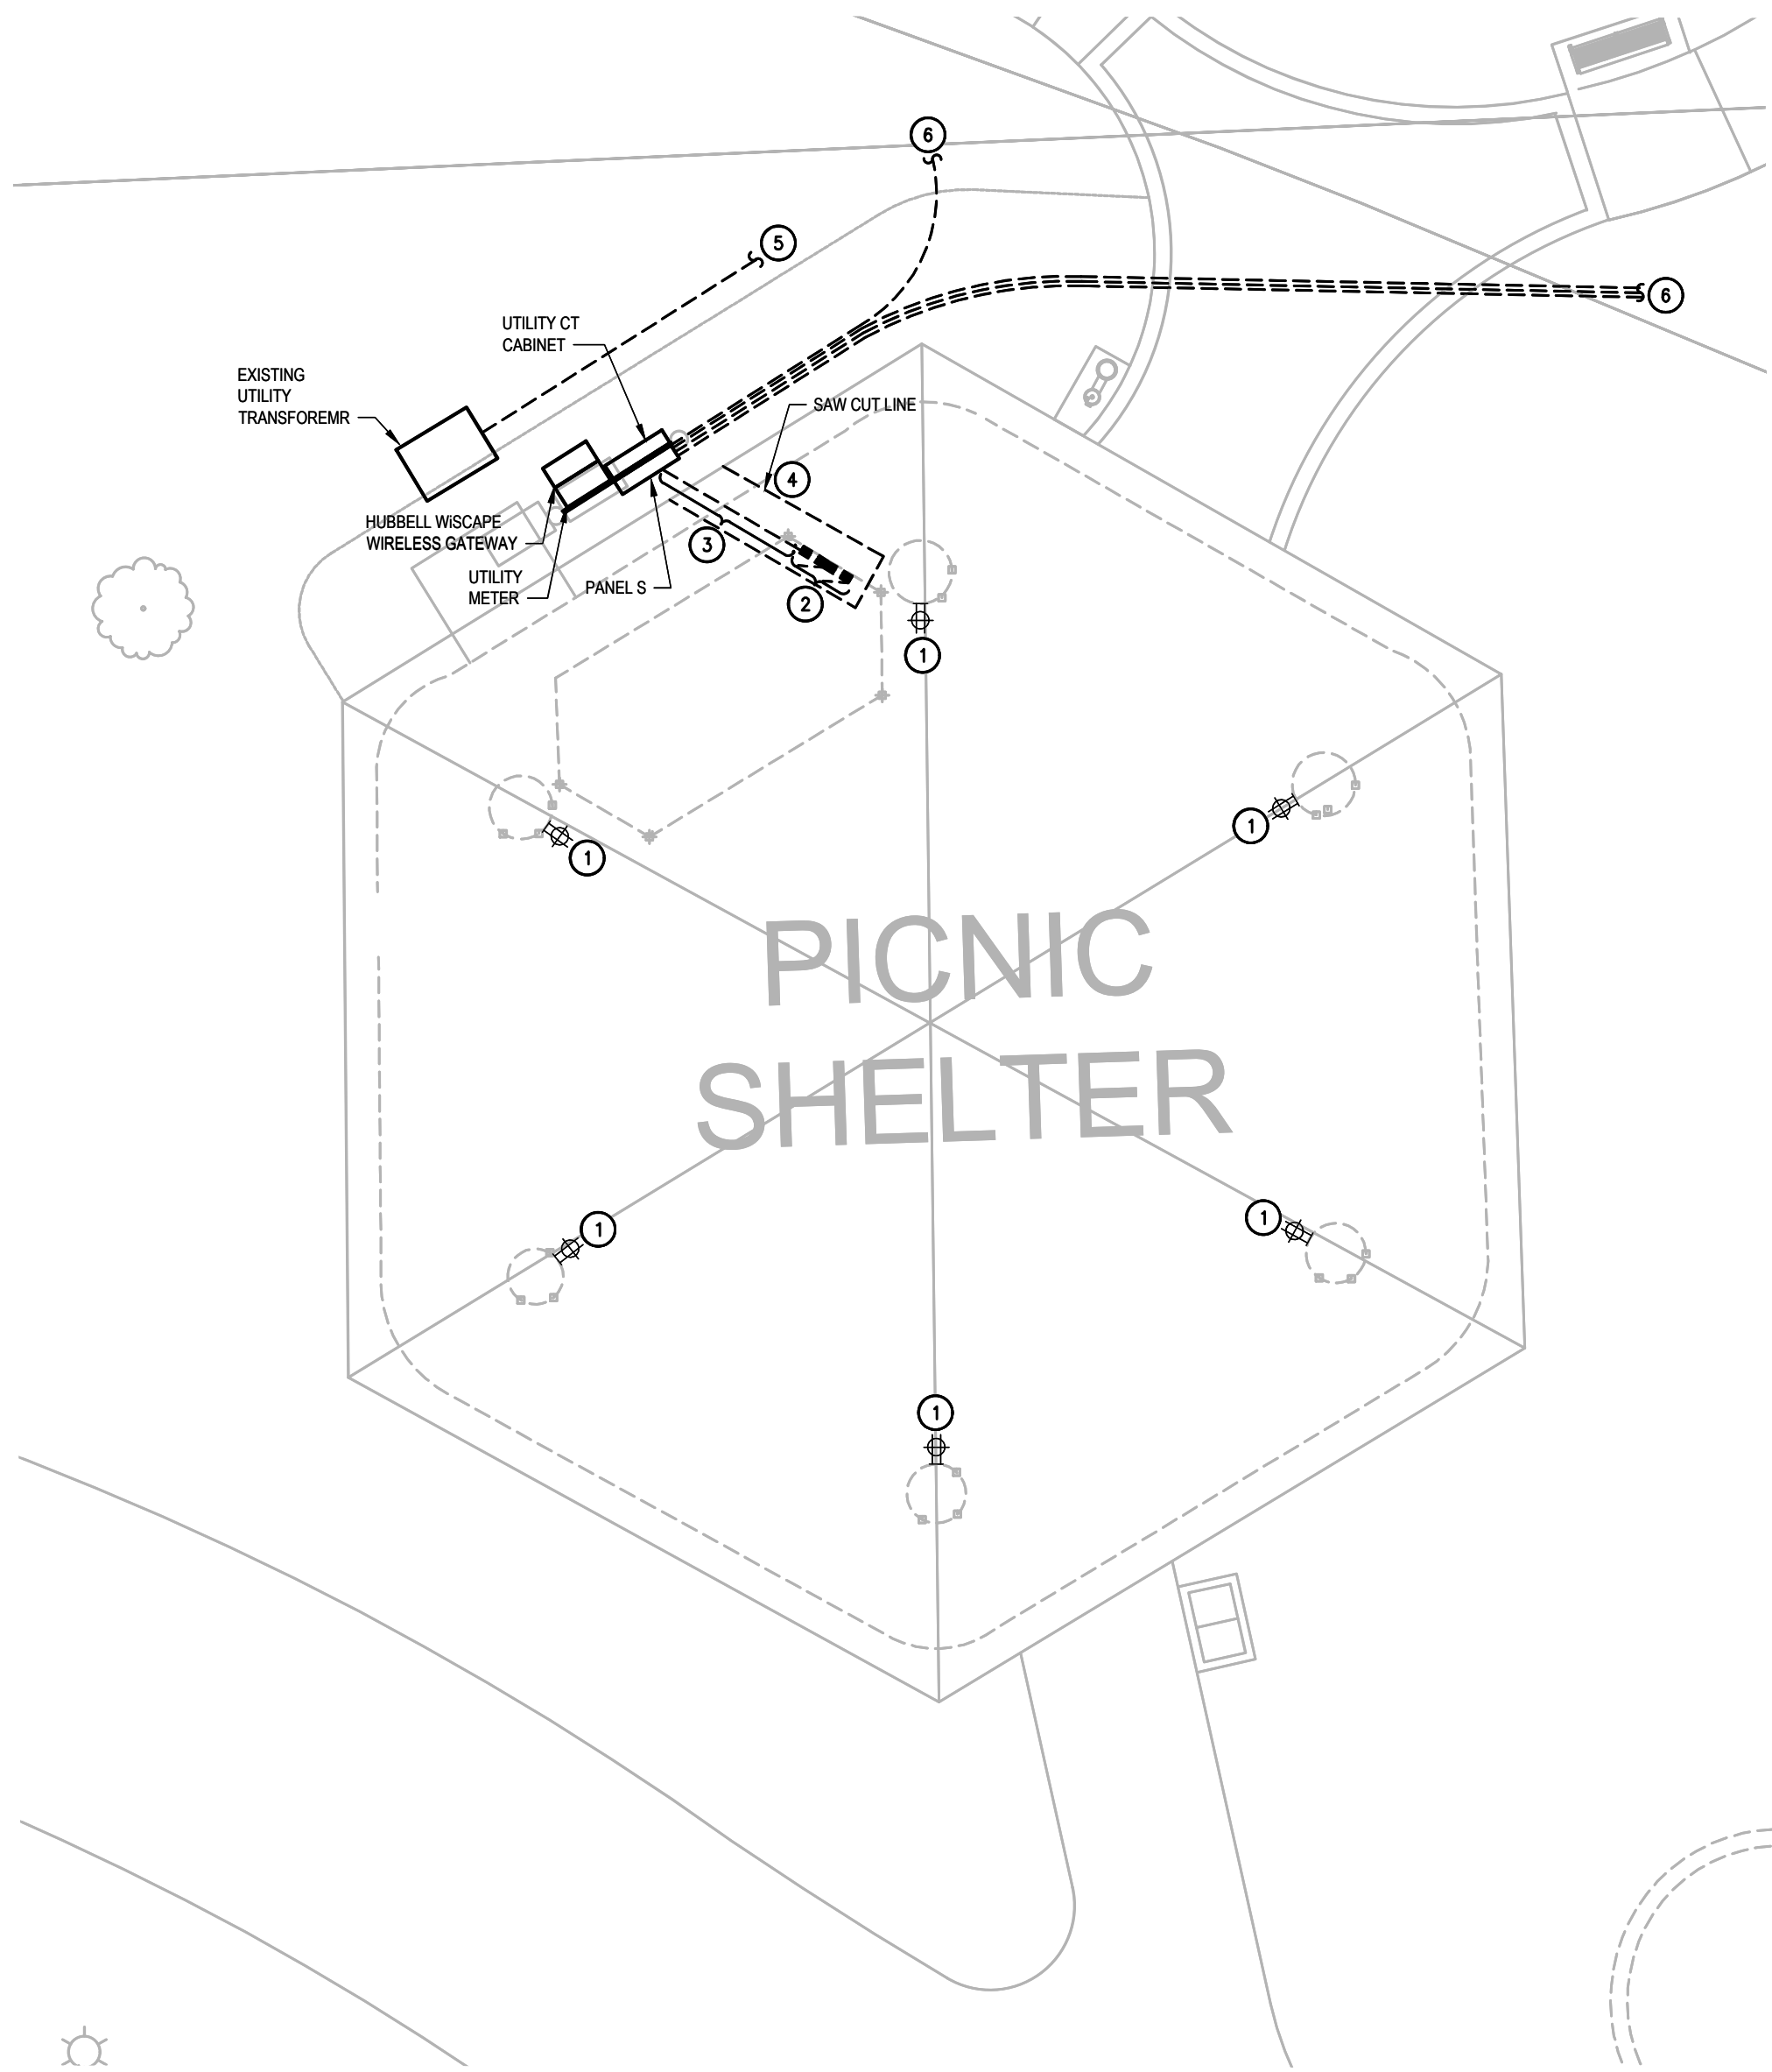 6
5
6
UTILITY CT
CABINET
EXISTING
UTILITY
TRANSFOREMR
SAW CUT LINE
4
HUBBELL WiSCAPE
WIRELESS GATEWAY
3
UTILITY
METER
PANEL S
2
1
1
1
PICNIC
SHELTER
1
1
1